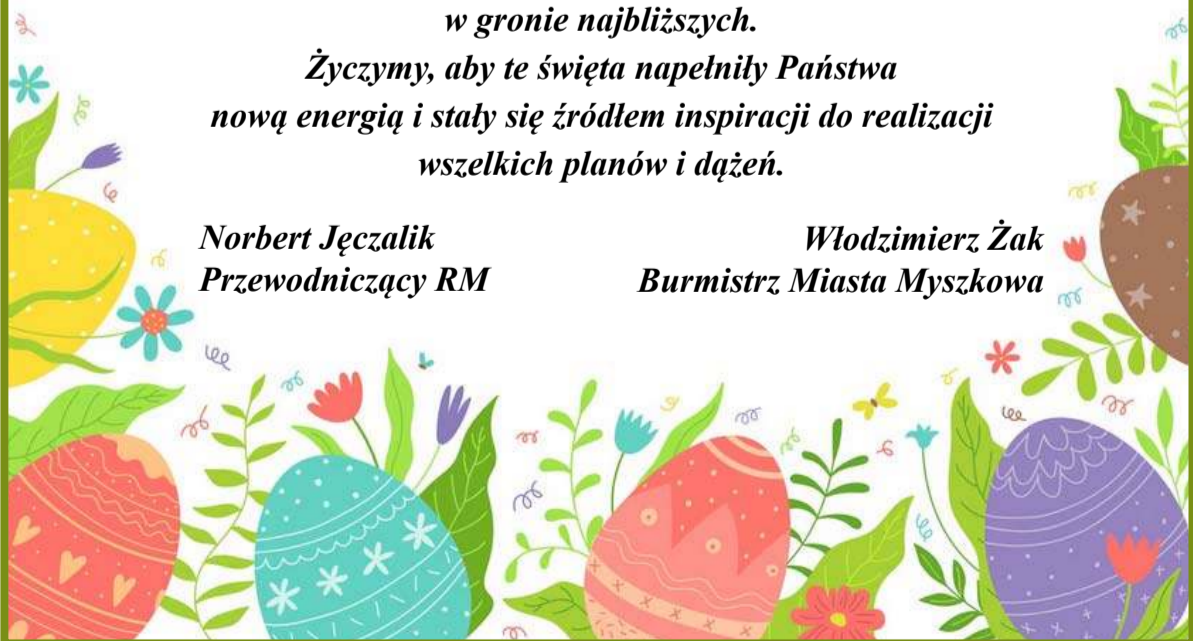 w gronie najbliższych.
Życzymy, aby te święta napełniły Państwa
nową energią i stały się źródłem inspiracji do realizacji
wszelkich planów i dążeń.
Norbert Jęczalik
Przewodniczący RM
Włodzimierz Żak
Burmistrz Miasta Myszkowa